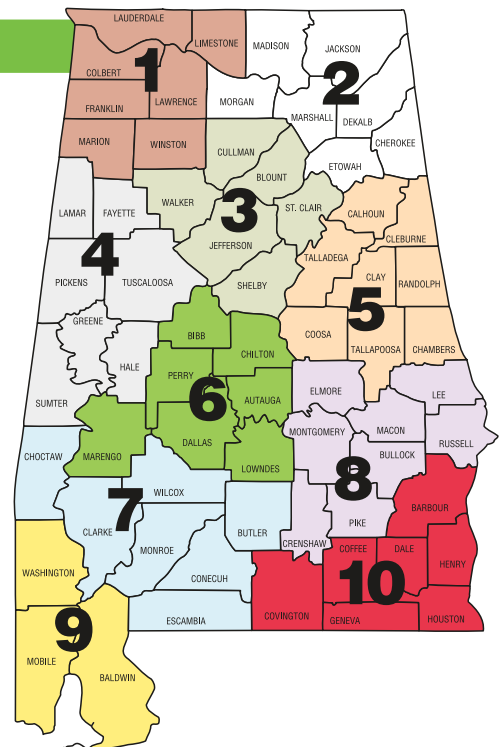 LAUDERDALE
LIMESTONE
MADISON
JACKSON
1
2
COLBERT
FRANKLIN
LAWRENCE
MORGAN
MARSHALL
DEKALB
CHEROKEE
MARION
WINSTON
CULLMAN
ETOWAH
BLOUNT
WALKER
3
ST. CLAIR
LAMAR
FAYETTE
CALHOUN
JEFFERSON
CLEBURNE
4
TALLADEGA
PICKENS
TUSCALOOSA
SHELBY
CLAY
RANDOLPH
5
GREENE
BIBB
COOSA
TALLAPOOSA
CHAMBERS
CHILTON
HALE
PERRY
6
AUTAUGA
ELMORE
LEE
SUMTER
DALLAS
MONTGOMERY
MACON
RUSSELL
CHOCTAW
MARENGO
LOWNDES
BULLOCK
8
WILCOX
7
BARBOUR
CLARKE
BUTLER
PIKE
CRENSHAW
MONROE
COFFEE
DALE
HENRY
WASHINGTON
CONECUH
10
COVINGTON
GENEVA
HOUSTON
ESCAMBIA
9
MOBILE
BALDWIN